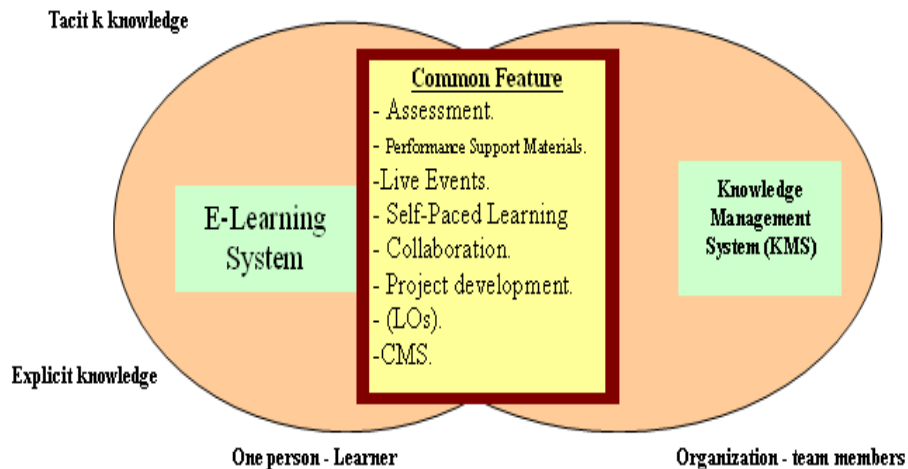 Tacit k knowledge
Common Feature
- Assessment.
- Performance Support Materials.
-Live Events.
- Self-Paced Learning
- Collaboration.
- Project development.
- (LOs).
-CMS.
E-Learning
System
Knowledge
Management
System (KMS)
Explicit knowledge
One person - Learner
Organization - team members